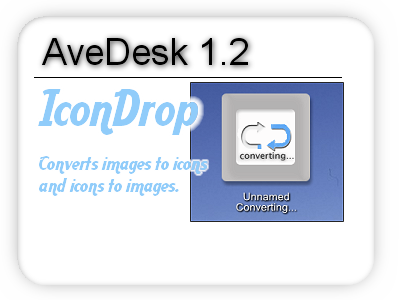 AveDesk 1.2
IconDrop
Converts images to icons
and icons to images.
converting...
Unnamed
Converting...